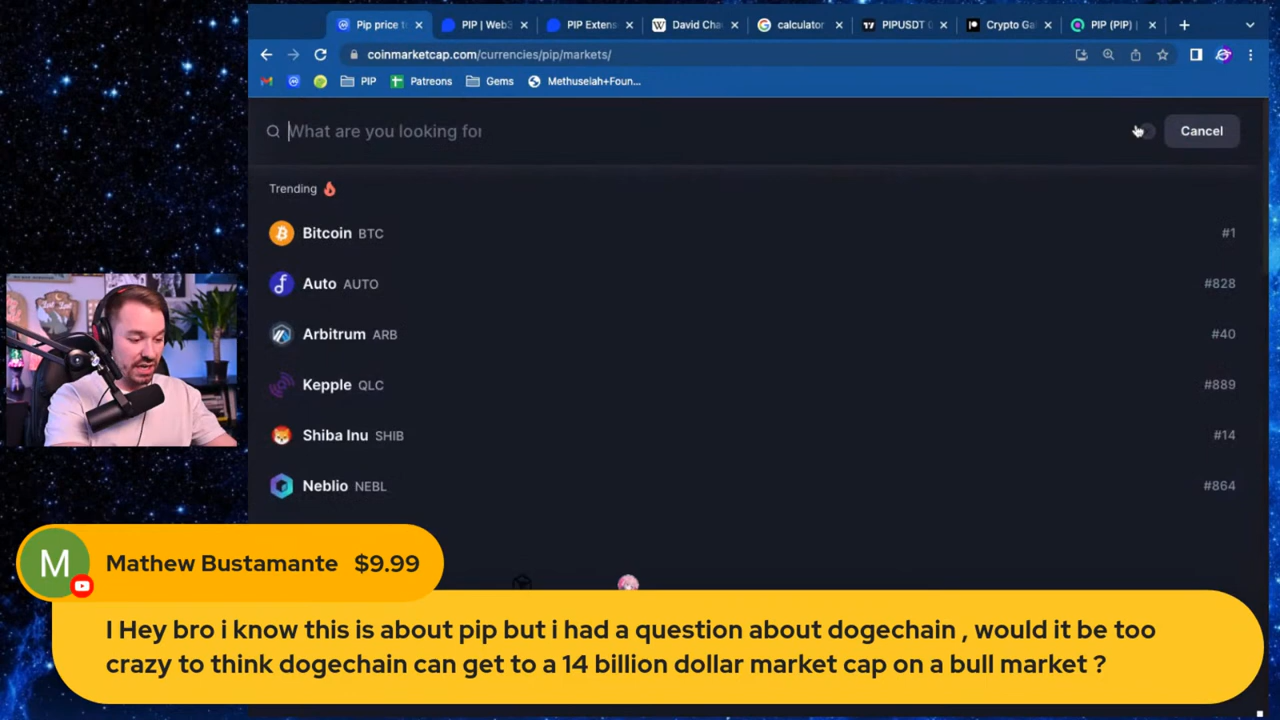 Pip price t
PIP | Web3
PIP Extens
David Cha
calculator
PIPUSDT
Crypto Ga
PIP (PIP) |
coinmarketcap.com/currencies/pip/markets/
PIP
Patreons
Gems
Methuselah+Foun...
What are you looking for
Cancel
Trending
Bitcoin BTC #1
Auto AUTO #828
Arbitrum ARB #40
Kepple QLC #889
Shiba Inu SHIB #14
Neblio NEBL #864
M
Mathew Bustamante $9.99
I Hey bro i know this is about pip but i had a question about dogechain , would it be too
crazy to think dogechain can get to a 14 billion dollar market cap on a bull market ?